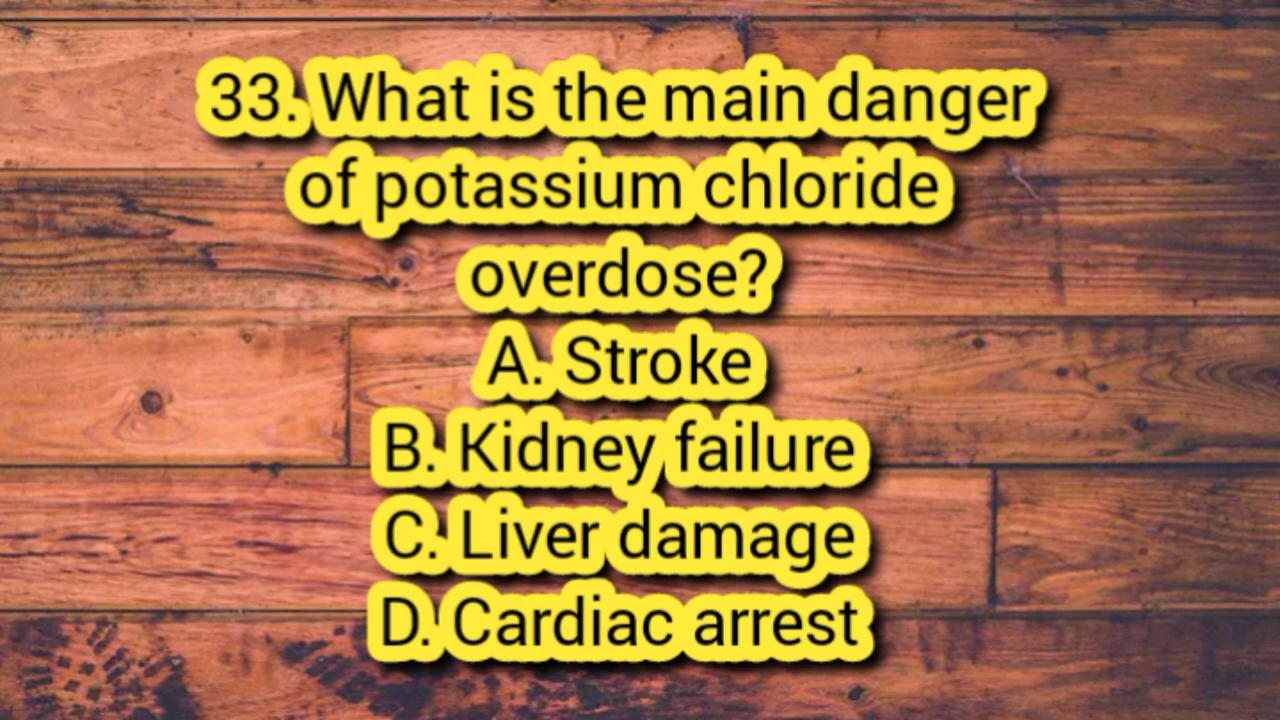 33. What is the main danger
of potassium chloride
overdose?
A. Stroke
B. Kidney failure
C. Liver damage
D. Cardiac arrest